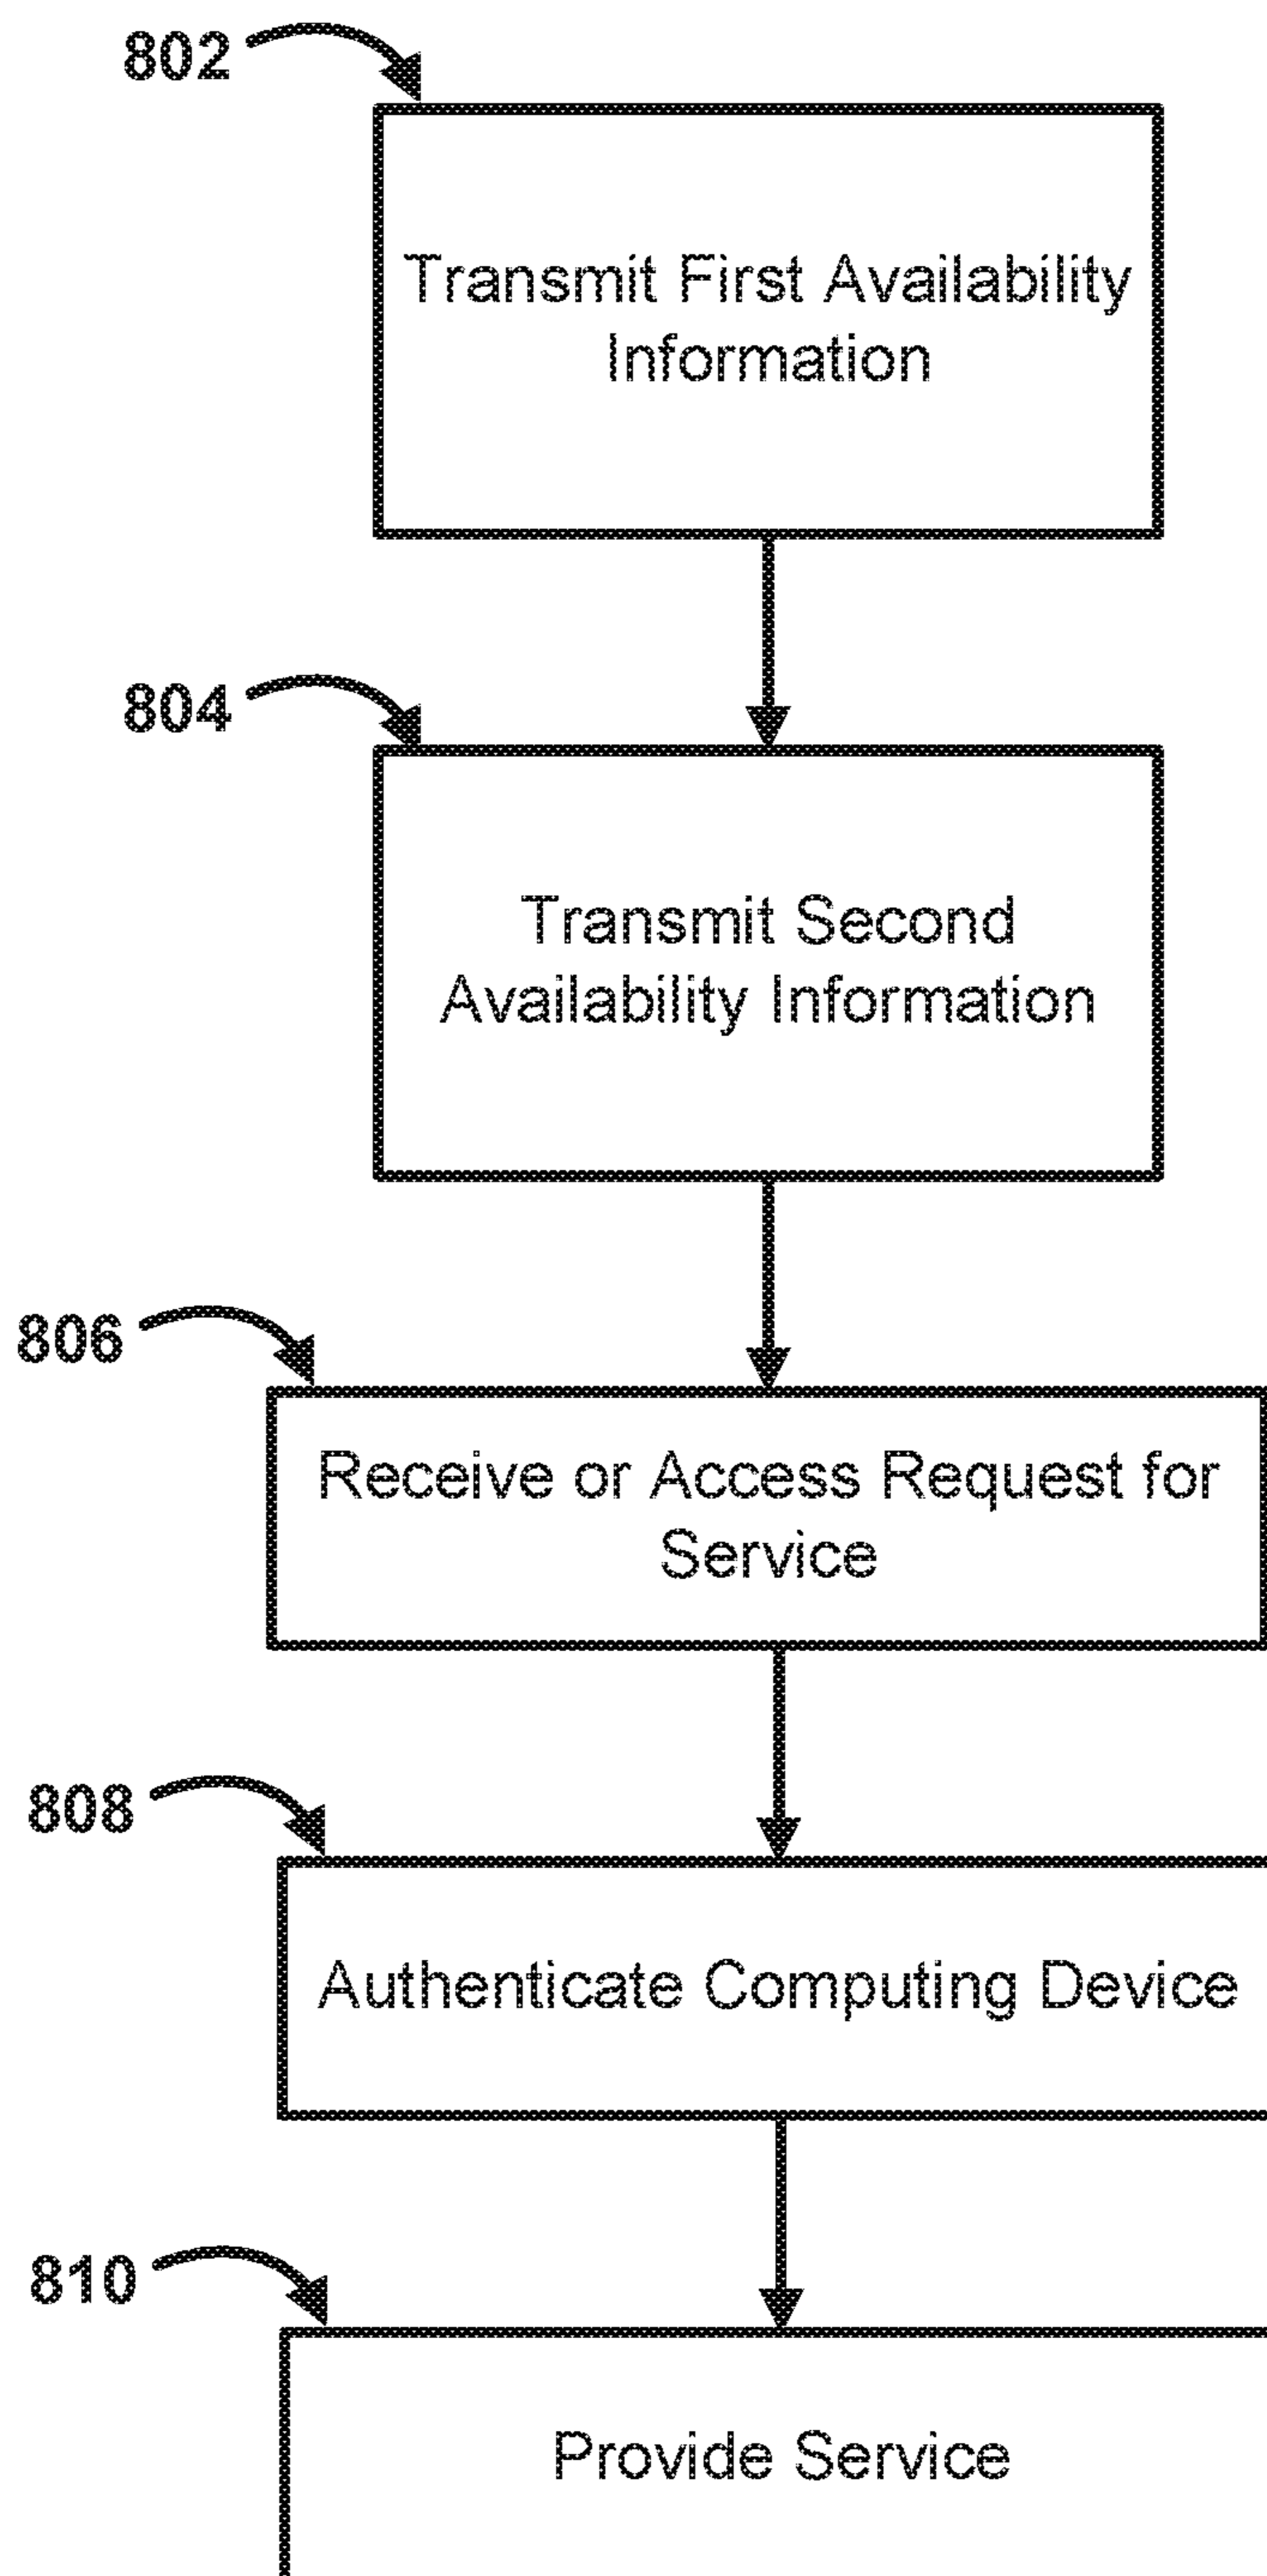 802
Transmit First Availability
Information
804
Transmit Second
Availability Information
806
Receive or Access Request for
Service
808
Authenticate Computing Device
810
Provide Service